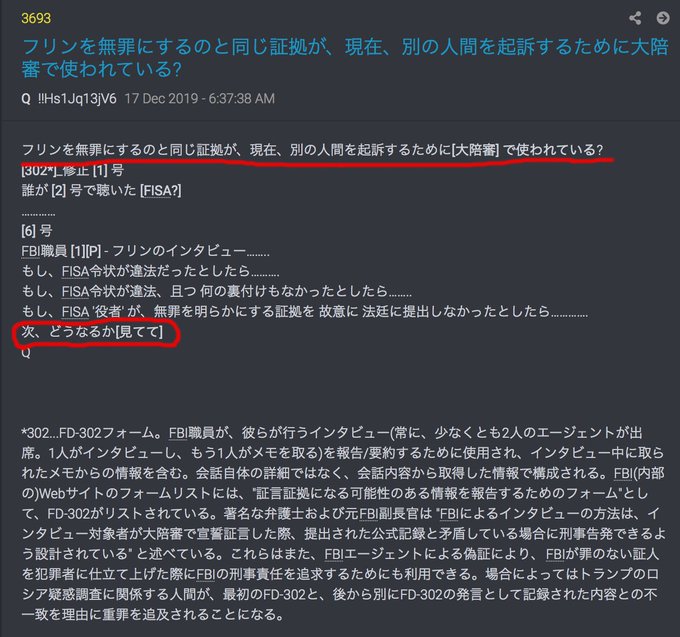 3693
フリンを無罪にするのと同じ証拠が、現在、別の人間を起訴するために大陪
審で使われている?
Q !!Hs1Jq13jV6 17 Dec 2019 - 6:37:38 AM
フリンを無罪にするのと同じ証拠が、現在、別の人間を起訴するために[大陪審] で使われている?
[302*]_修正 [1] 号
誰が [2] 号で聴いた [FISA?]
…………
[6] 号
FBI職員 [1][P] - フリンのインタビュー……..
もし、FISA令状が違法だったとしたら……….
もし、FISA令状が違法、且つ 何の裏付けもなかったとしたら……..
もし、FISA '役者' が、無罪を明らかにする証拠を 故意に 法廷に提出しなかったとしたら………….
次、どうなるか[見てて]
Q
*302...FD-302フォーム。FBI職員が、彼らが行うインタビュー(常に、少なくとも2人のエージェントが出
席。1人がインタビューし、もう1人がメモを取る)を報告/要約するために使用され、インタビュー中に取ら
れたメモからの情報を含む。会話自体の詳細ではなく、会話内容から取得した情報で構成される。FBI(内部
の)Webサイトのフォームリストには、"証言証拠になる可能性のある情報を報告するためのフォーム"とし
て、FD-302がリストされている。著名な弁護士および元FBI副長官は "FBIによるインタビューの方法は、イ
ンタビュー対象者が大陪審で宣誓証言した際、提出された公式記録と矛盾している場合に刑事告発できるよ
う設計されている" と述べている。これらはまた、FBIエージェントによる偽証により、FBIが罪のない証人
を犯罪者に仕立て上げた際にFBIの刑事責任を追求するためにも利用できる。場合によってはトランプのロ
シア疑惑調査に関係する人間が、最初のFD-302と、後から別にFD-302の発言として記録された内容との不
一致を理由に重罪を追及されることになる。